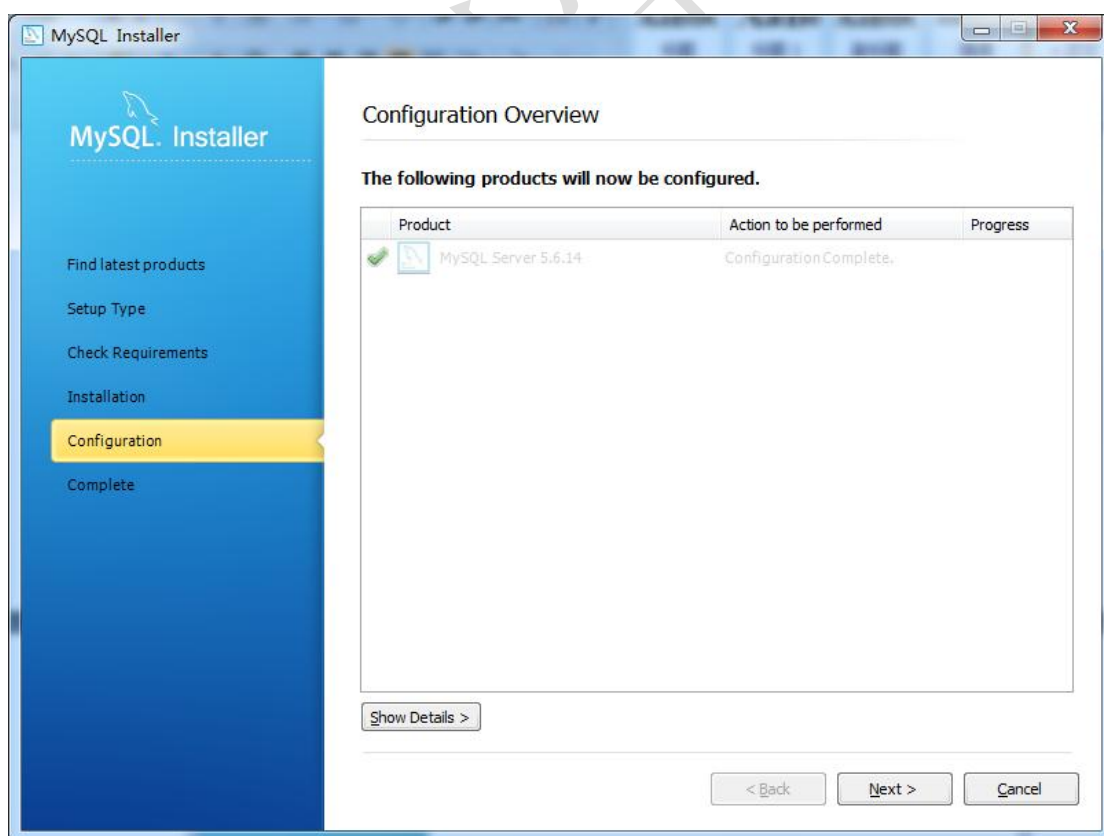 MySQL Installer
MySQL. Installer
Find latest products
Setup Type
Check Requirements
Installation
Configuration
Complete
Configuration Overview
The following products will now be configured.
Product Action to be performed Progress
MySQL Server 5.6.14 Configuration Complete.
Show Details >
< Back Next > Cancel